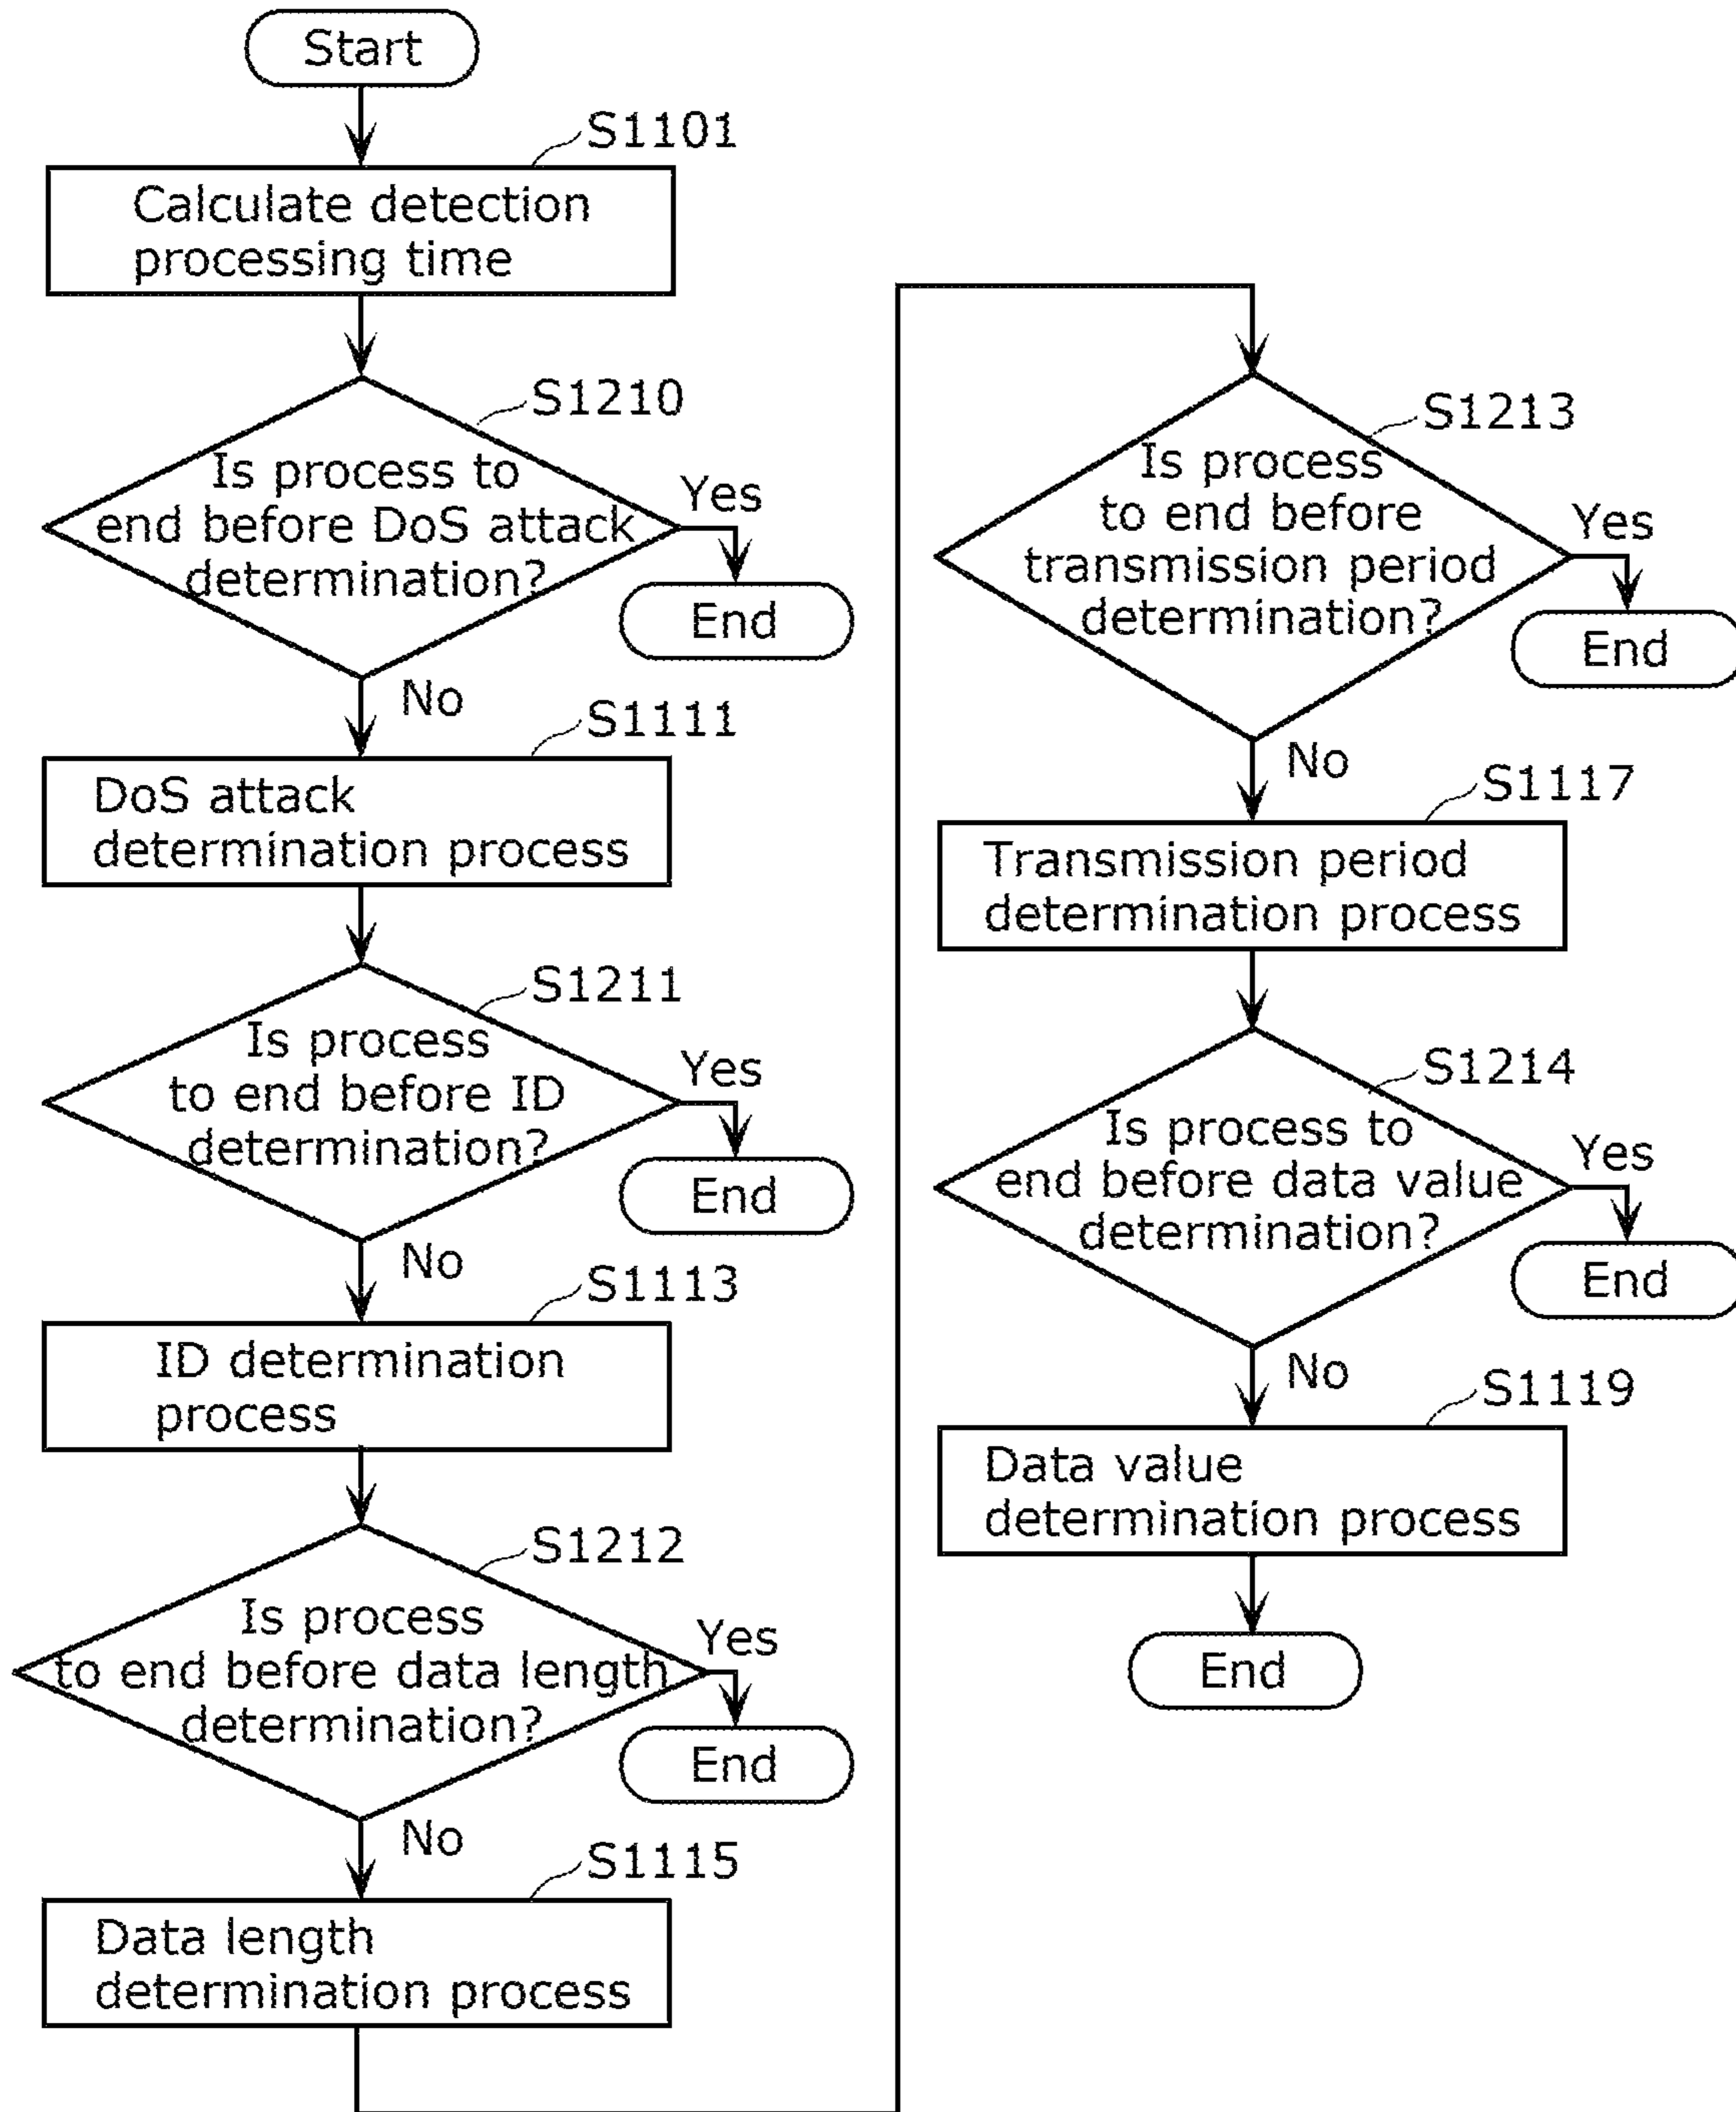 Start
S1101
Calculate detection
processing time
S1210
Is process to
end before DoS attack
determination?
Yes
End
No
S1111
DoS attack
determination process
S1211
Is process
to end before ID
determination?
Yes
End
No
S1113
ID determination
process
S1212
Is process
to end before data length
determination?
Yes
End
No
S1115
Data length
determination process
S1213
Is process
to end before
transmission period
determination?
Yes
End
No
S1117
Transmission period
determination process
S1214
Is process to
end before data value
determination?
Yes
End
No
S1119
Data value
determination process
End